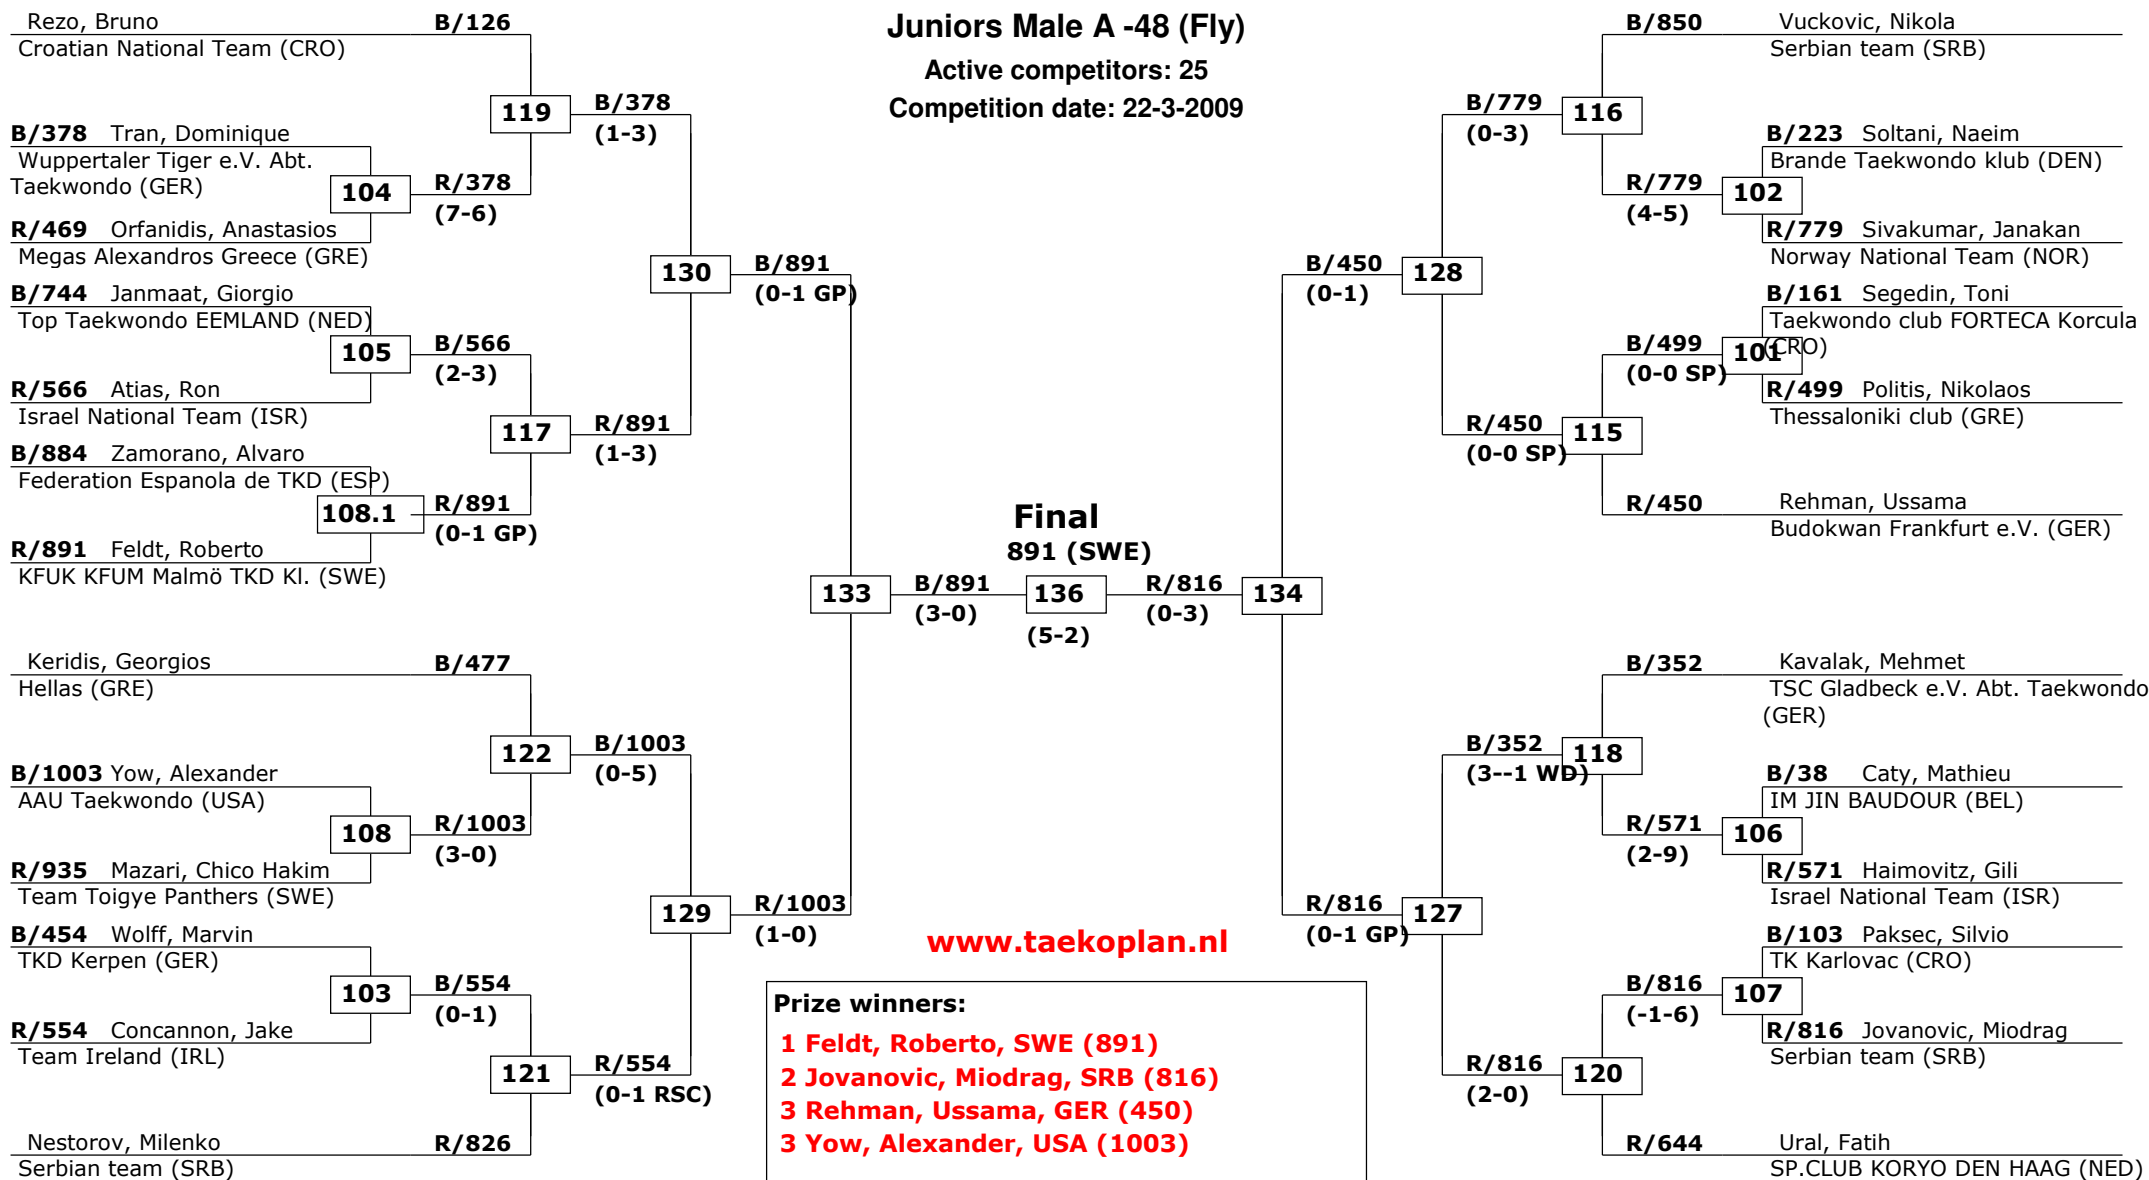 Juniors Male A -48 (Fly)
Active competitors: 25
Competition date: 22-3-2009
Rezo, Bruno B/126
Croatian National Team (CRO)
B/378 Tran, Dominique
Wuppertaler Tiger e.V. Abt.
Taekwondo (GER)
104
R/469 Orfanidis, Anastasios
Megas Alexandros Greece (GRE)
R/378
(7-6)
119
B/378
(1-3)
B/744 Janmaat, Giorgio
Top Taekwondo EEMLAND (NED)
105
R/566 Atias, Ron
Israel National Team (ISR)
B/566
(2-3)
117
R/891
(1-3)
B/884 Zamorano, Alvaro
Federation Espanola de TKD (ESP)
108.1
R/891 Feldt, Roberto
KFUK KFUM Malmö TKD Kl. (SWE)
R/891
(0-1 GP)
130
B/891
(0-1 GP)
Keridis, Georgios B/477
Hellas (GRE)
122
B/1003
(0-5)
B/1003 Yow, Alexander
AAU Taekwondo (USA)
108
R/935 Mazari, Chico Hakim
Team Toigye Panthers (SWE)
R/1003
(3-0)
129
R/1003
(1-0)
B/454 Wolff, Marvin
TKD Kerpen (GER)
103
R/554 Concannon, Jake
Team Ireland (IRL)
B/554
(0-1)
121
R/554
(0-1 RSC)
Nestorov, Milenko R/826
Serbian team (SRB)
133
B/891
(3-0)
Final
891 (SWE)
136
(5-2)
R/816
(0-3)
134
B/850 Vuckovic, Nikola
Serbian team (SRB)
B/779
(0-3)
116
B/223 Soltani, Naeim
Brande Taekwondo klub (DEN)
R/779
(4-5)
102
R/779 Sivakumar, Janakan
Norway National Team (NOR)
B/450
(0-1)
128
B/161 Segedin, Toni
Taekwondo club FORTECA Korcula
(CRO)
B/499
(0-0 SP)
101
R/499 Politis, Nikolaos
Thessaloniki club (GRE)
R/450
(0-0 SP)
115
R/450 Rehman, Ussama
Budokwan Frankfurt e.V. (GER)
B/352 Kavalak, Mehmet
TSC Gladbeck e.V. Abt. Taekwondo
(GER)
B/352
(3--1 WD)
118
B/38 Caty, Mathieu
IM JIN BAUDOUR (BEL)
R/571
(2-9)
106
R/571 Haimovitz, Gili
Israel National Team (ISR)
R/816
(0-1 GP)
127
B/103 Paksec, Silvio
TK Karlovac (CRO)
B/816
(-1-6)
107
R/816 Jovanovic, Miodrag
Serbian team (SRB)
R/816
(2-0)
120
R/644 Ural, Fatih
SP.CLUB KORYO DEN HAAG (NED)
www.taekoplan.nl
Prize winners:
1 Feldt, Roberto, SWE (891)
2 Jovanovic, Miodrag, SRB (816)
3 Rehman, Ussama, GER (450)
3 Yow, Alexander, USA (1003)